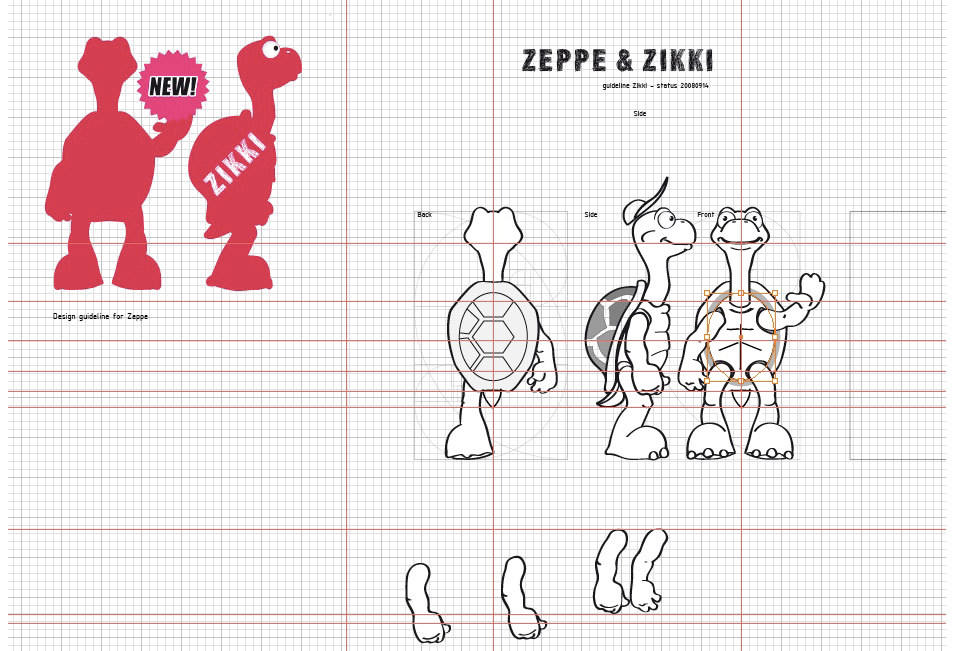 NEW!
ZIKKI
Design guideline for Zeppe
ZEPPE & ZIKKI
guideline Zikki - status 20080914
Side
Back
Side
Front